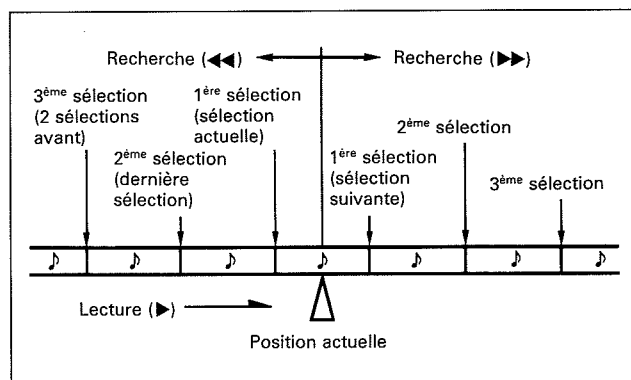 Recherche (◀◀)
Recherche (▶▶)
3ème sélection
(2 sélections
avant)
1ère sélection
(sélection
actuelle)
2ème sélection
2ème sélection
(dernière
sélection)
1ère sélection
(sélection
suivante)
3ème sélection
Lecture (▶)
Position actuelle